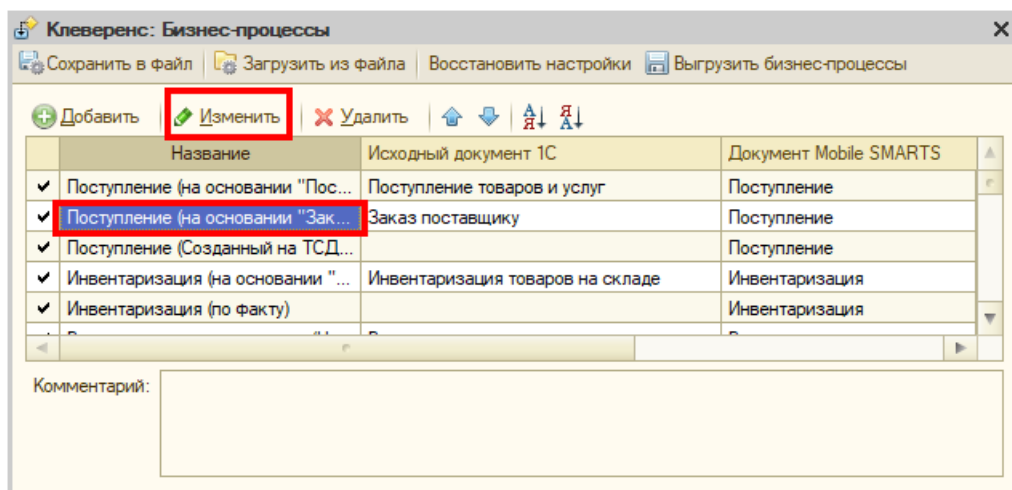 Клеверенс: Бизнес-процессы
Сохранить в файл Загрузить из файла Восстановить настройки Выгрузить бизнес-процессы
Добавить Изменить Удалить
Название Исходный документ 1С Документ Mobile SMARTS
Поступление (на основании "Пос... Поступление товаров и услуг Поступление
Поступление (на основании "Зак... Заказ поставщику Поступление
Поступление (Созданный на ТСД... Поступление
Инвентаризация (на основании "... Инвентаризация товаров на складе Инвентаризация
Инвентаризация (по факту) Инвентаризация
Комментарий: